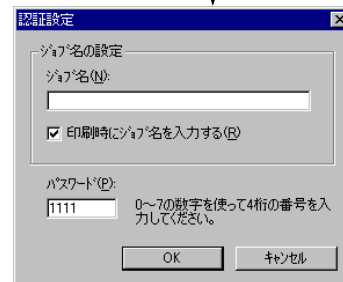 認証設定
ｼﾞｮﾌﾞ名の設定
ｼﾞｮﾌﾞ名(N):
印刷時にｼﾞｮﾌﾞ名を入力する(R)
ﾊﾟｽﾜｰﾄﾞ(P):
1111
0～7の数字を使って4桁の番号を入
力してください。
OK
ｷｬﾝｾﾙ